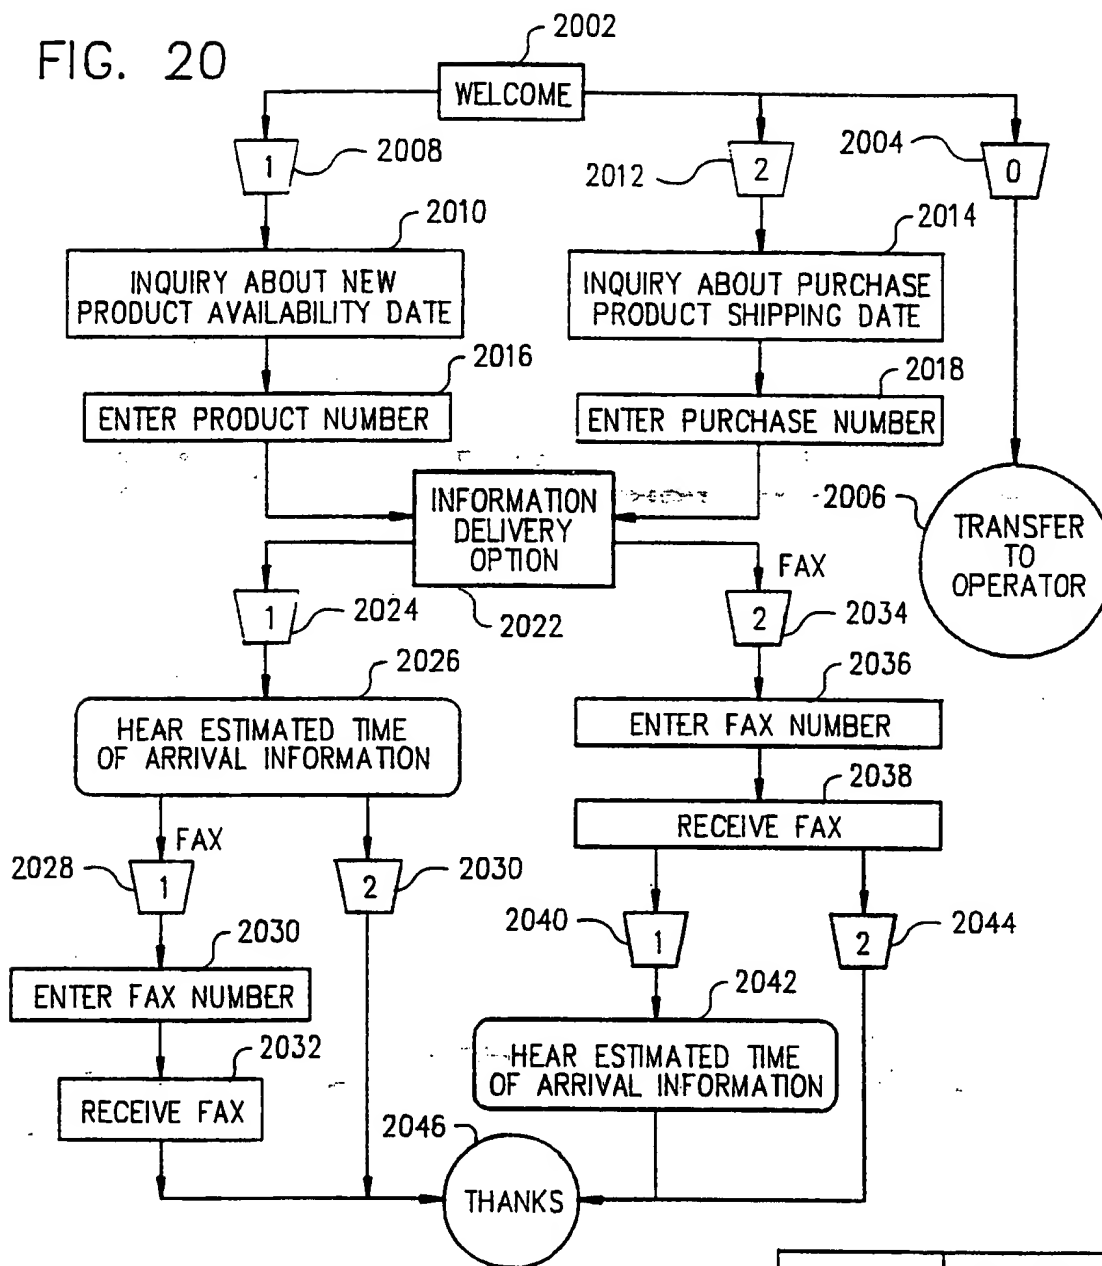 FIG. 20
2002
WELCOME
1
2008
2012
2
2004
0
2010
INQUIRY ABOUT NEW
PRODUCT AVAILABILITY DATE
2014
INQUIRY ABOUT PURCHASE
PRODUCT SHIPPING DATE
2016
ENTER PRODUCT NUMBER
2018
ENTER PURCHASE NUMBER
INFORMATION
DELIVERY
OPTION
2022
2006
TRANSFER
TO
OPERATOR
1
2024
FAX
2
2034
2026
HEAR ESTIMATED TIME
OF ARRIVAL INFORMATION
2036
ENTER FAX NUMBER
2038
RECEIVE FAX
FAX
2028
1
2
2030
2040
1
2
2044
2030
ENTER FAX NUMBER
2042
HEAR ESTIMATED TIME
OF ARRIVAL INFORMATION
2032
RECEIVE FAX
2046
THANKS